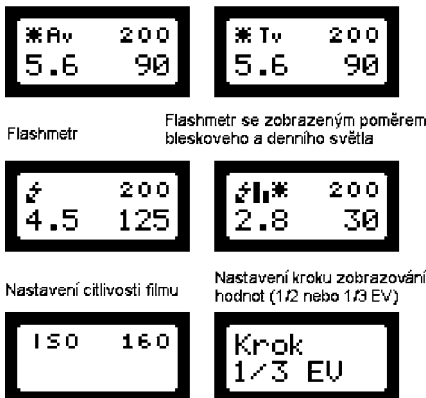 Av 200
5.6 90
Tv 200
5.6 90
Flashmetr
Flashmetr se zobrazeným poměrem
bleskoveho a denního světla
200
4.5 125
200
2.8 30
Nastavení citlivosti filmu
Nastavení kroku zobrazování
hodnot (1/2 nebo 1/3 EV)
ISO 160
Krok
1/3 EV